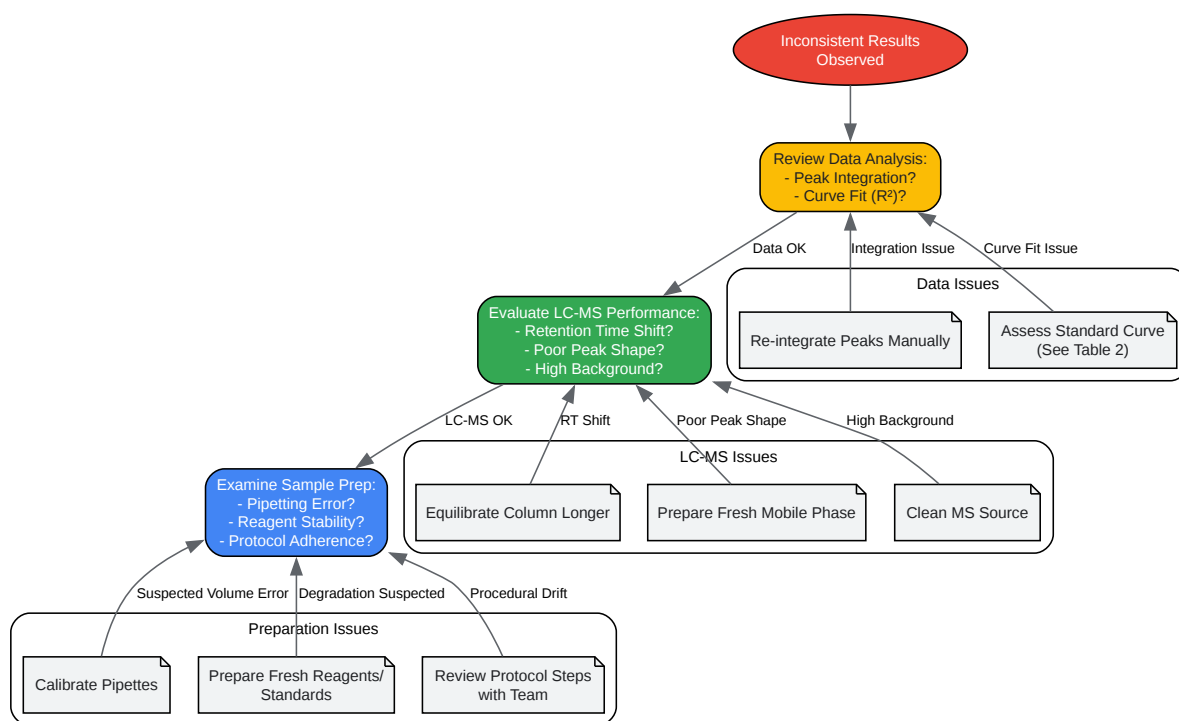 Inconsistent Results
Observed
Review Data Analysis:
- Peak Integration?
- Curve Fit (R²)?
Data OK
Integration Issue
Curve Fit Issue
Data Issues
Re-integrate Peaks Manually
Assess Standard Curve
(See Table 2)
Evaluate LC-MS Performance:
- Retention Time Shift?
- Poor Peak Shape?
- High Background?
LC-MS OK
RT Shift
Poor Peak Shape
High Background
LC-MS Issues
Equilibrate Column Longer
Prepare Fresh Mobile Phase
Clean MS Source
Examine Sample Prep:
- Pipetting Error?
- Reagent Stability?
- Protocol Adherence?
Suspected Volume Error
Degradation Suspected
Procedural Drift
Preparation Issues
Calibrate Pipettes
Prepare Fresh Reagents/
Standards
Review Protocol Steps
with Team